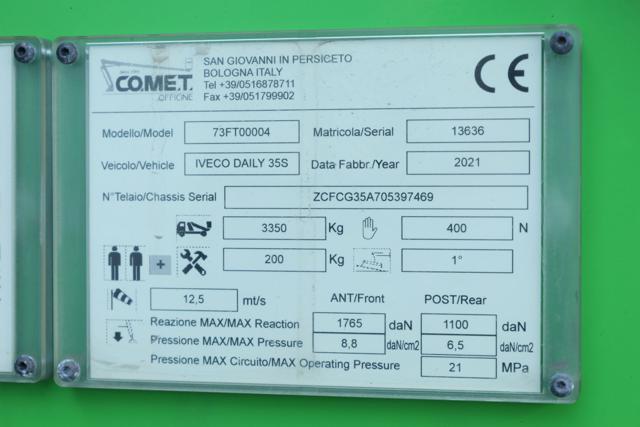 CO.ME.T.
OFFICINE
SAN GIOVANNI IN PERSICETO
BOLOGNA ITALY
Tel +39/0516878711
Fax +39/051799902
CE
Modello/Model 73FT00004 Matricola/Serial 13636
Veicolo/Vehicle IVECO DAILY 35S Data Fabbr./Year 2021
N°Telaio/Chassis Serial ZCFCG35A705397469
3350 Kg 400 N
+ 200 Kg 1°
12,5 mt/s ANT/Front POST/Rear
Reazione MAX/MAX Reaction 1765 daN 1100 daN
Pressione MAX/MAX Pressure 8,8 daN/cm2 6,5 daN/cm2
Pressione MAX Circuito/MAX Operating Pressure 21 MPa